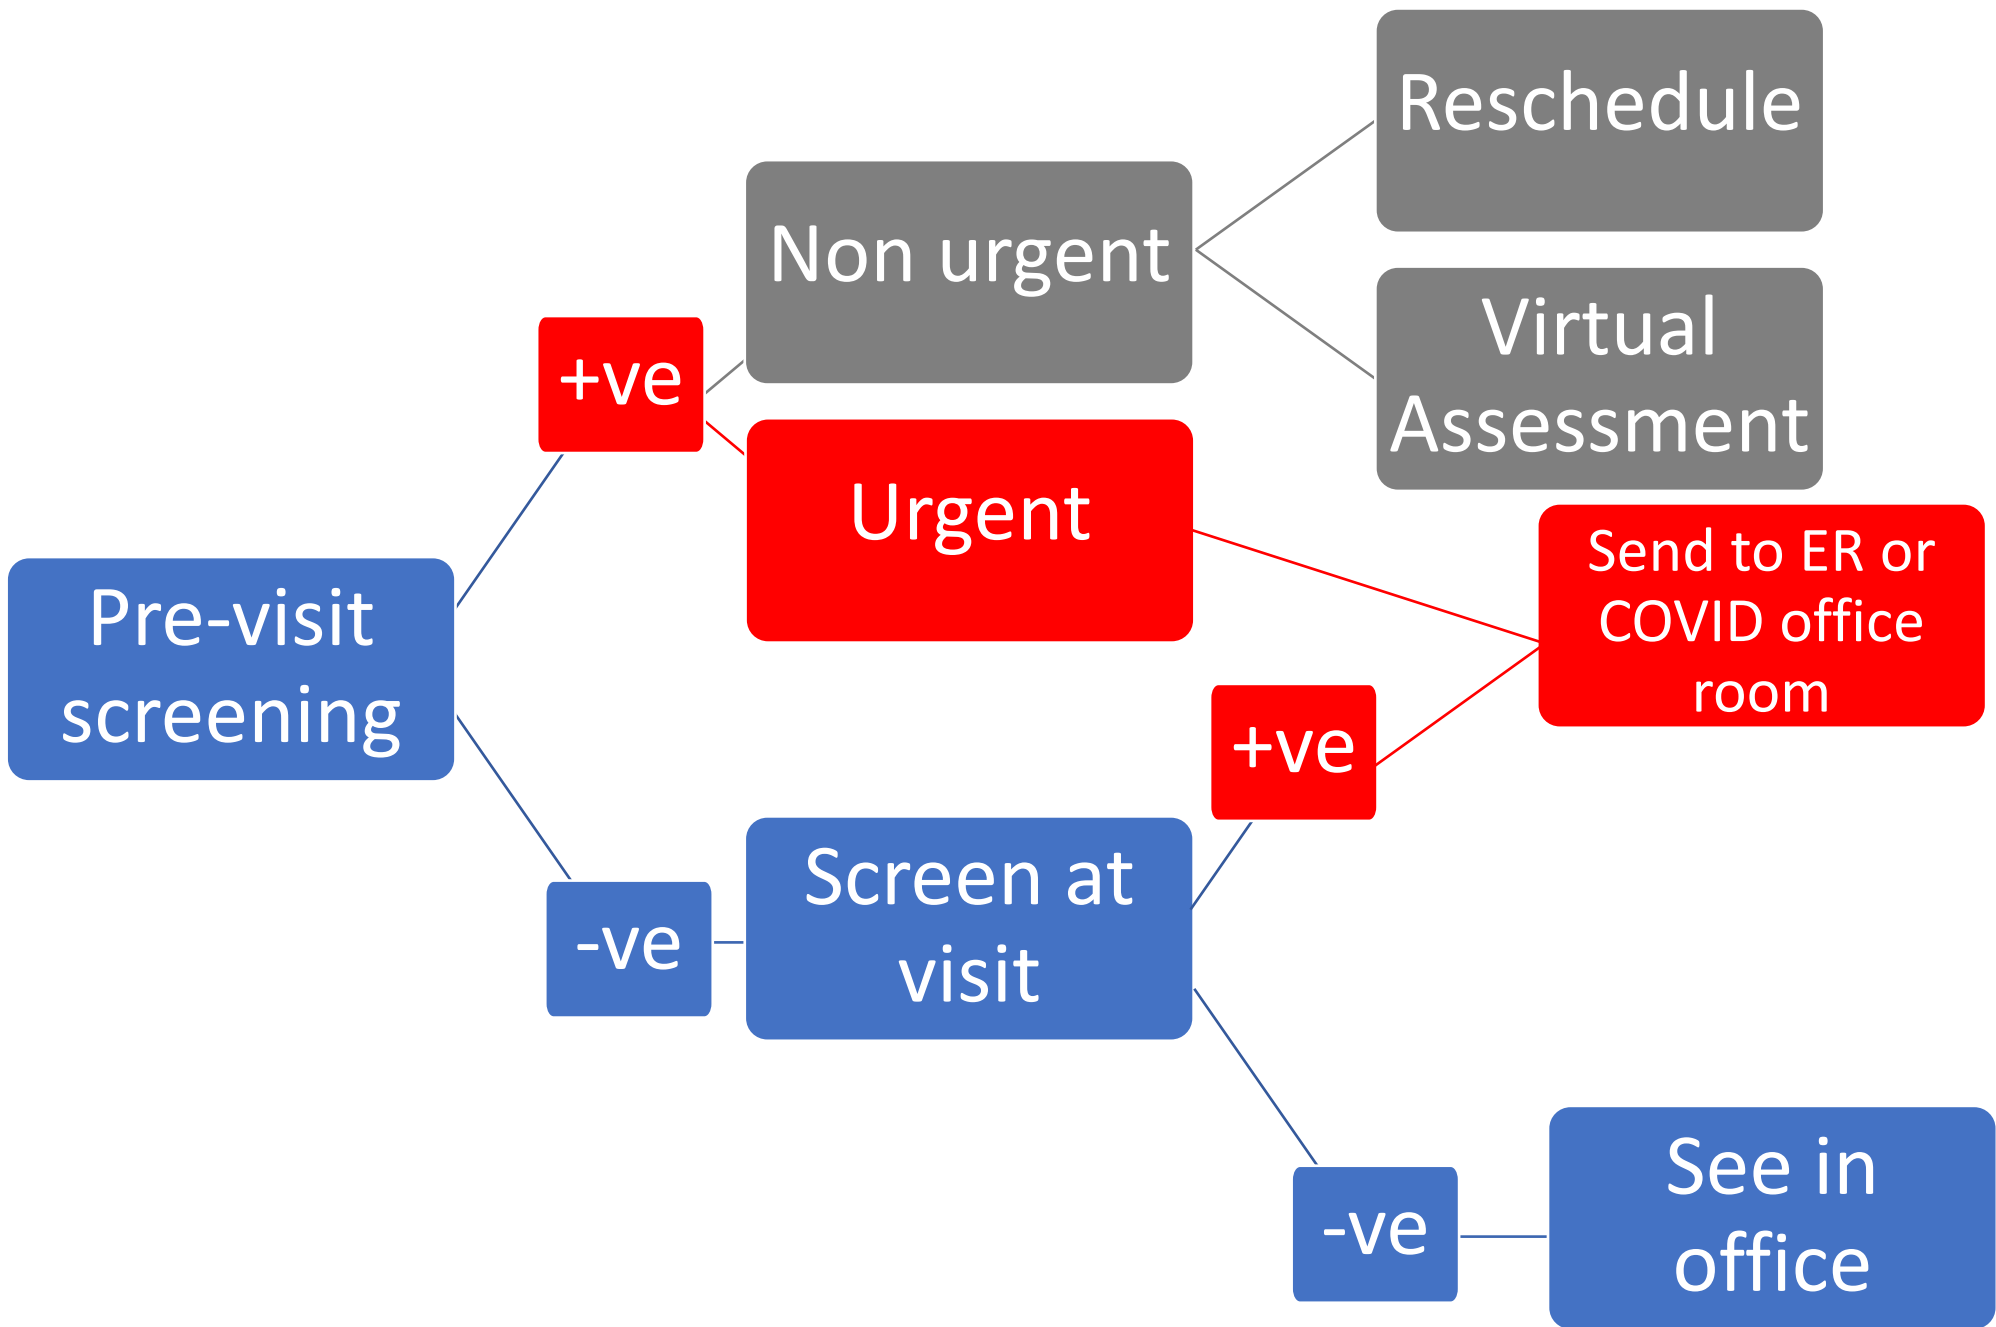 Reschedule
Non urgent
Virtual
Assessment
+ve
Urgent
Send to ER or
COVID office
room
Pre-visit
screening
+ve
Screen at
visit
-ve
See in
office
-ve